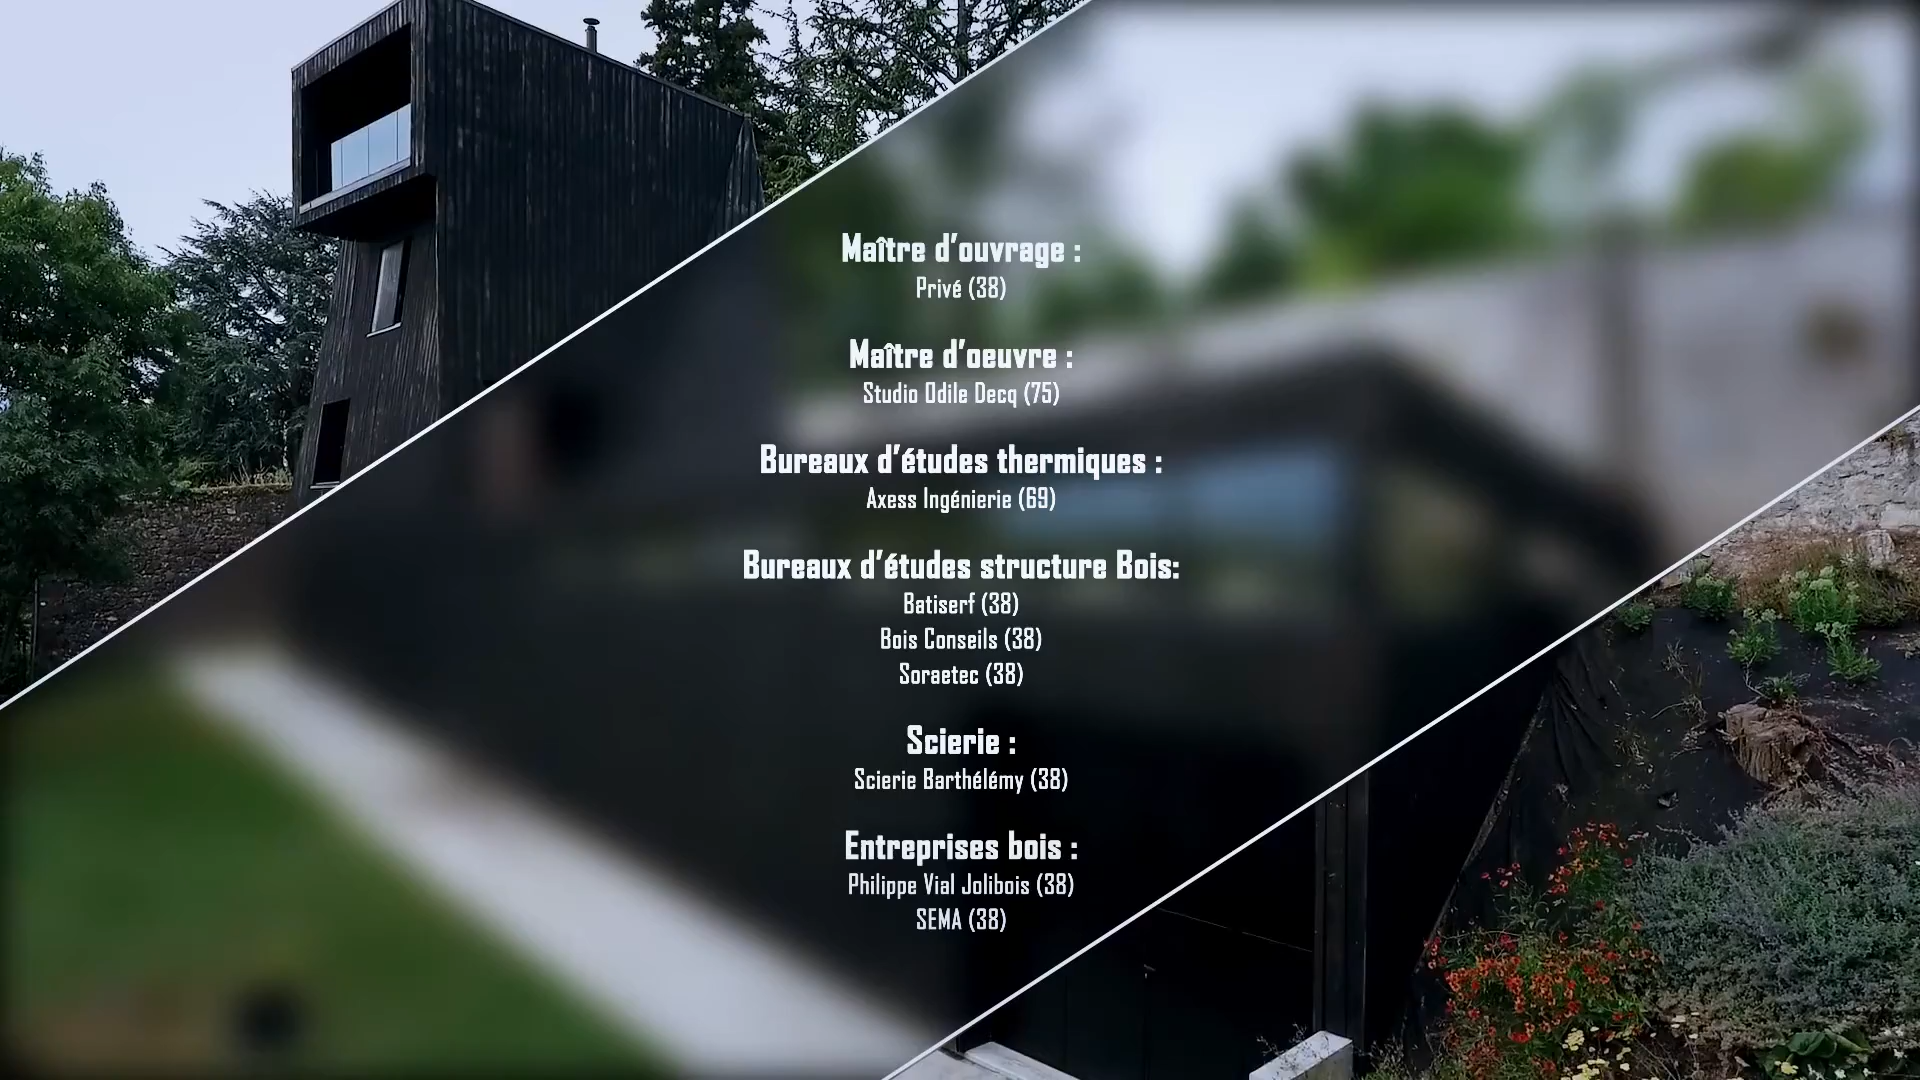 Maître d'ouvrage :
Privé (38)
Maître d'oeuvre :
Studio Odile Decq (75)
Bureaux d'études thermiques :
Axess Ingénierie (69)
Bureaux d'études structure Bois:
Batiserf (38)
Bois Conseils (38)
Soraetec (38)
Scierie :
Scierie Barthélémy (38)
Entreprises bois :
Philippe Vial Jolibois (38)
SEMA (38)